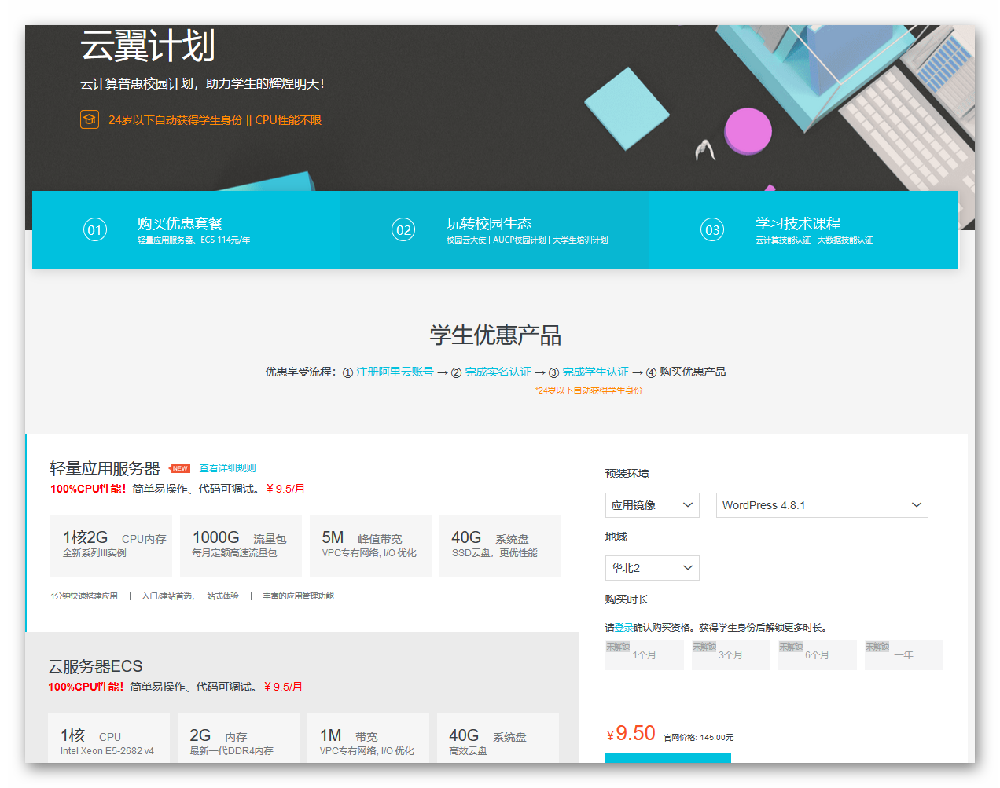 云翼计划
云计算普惠校园计划，助力学生的辉煌明天！
24岁以下自动获得学生身份 || CPU性能不限
01 购买优惠套餐
轻量应用服务器、ECS 114元/年
02 玩转校园生态
校园云大使 | AUCP校园计划 | 大学生培训计划
03 学习技术课程
云计算技能认证 | 大数据技能认证
学生优惠产品
优惠享受流程：① 注册阿里云账号 → ② 完成实名认证 → ③ 完成学生认证 → ④ 购买优惠产品
*24岁以下自动获得学生身份
轻量应用服务器 NEW 查看详细规则
100%CPU性能！简单易操作、代码可调试。¥ 9.5/月
1核2G CPU内存
全新系列III实例
1000G 流量包
每月定额高速流量包
5M 峰值带宽
VPC专有网络, I/O 优化
40G 系统盘
SSD云盘，更优性能
1分钟快速搭建应用 | 入门/建站首选，一站式体验 | 丰富的应用管理功能
云服务器ECS
100%CPU性能！简单易操作、代码可调试。¥ 9.5/月
1核 CPU
Intel Xeon E5-2682 v4
2G 内存
最新一代DDR4内存
1M 带宽
VPC专有网络, I/O 优化
40G 系统盘
高效云盘
预装环境
应用镜像 WordPress 4.8.1
地域
华北2
购买时长
请登录确认购买资格。获得学生身份后解锁更多时长。
未解锁 1个月
未解锁 3个月
未解锁 6个月
未解锁 一年
¥9.50 官网价格: 145.00元